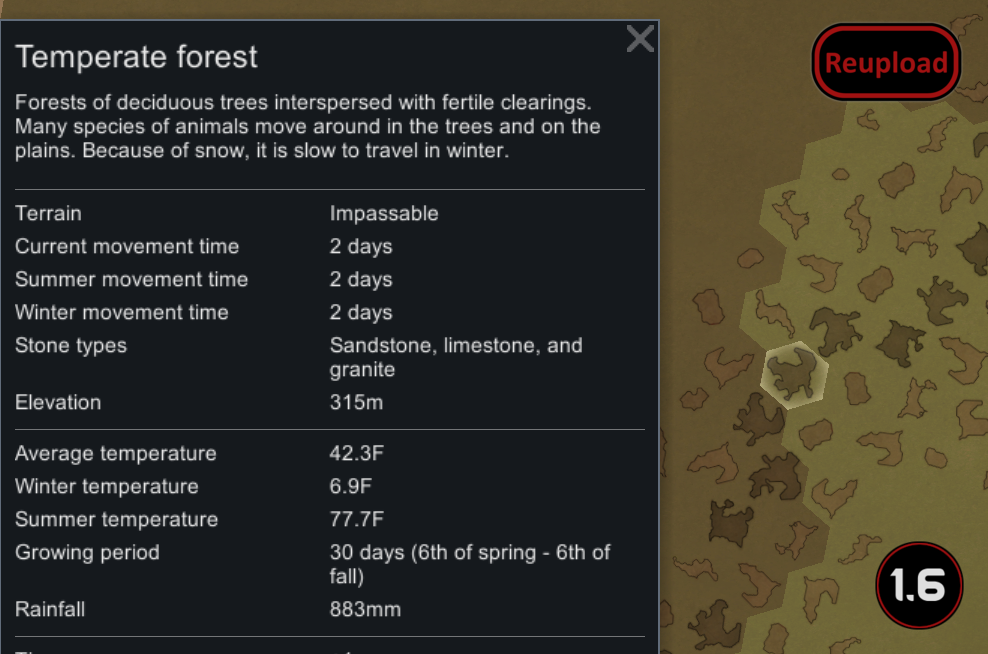 Temperate forest
Reupload
Forests of deciduous trees interspersed with fertile clearings.
Many species of animals move around in the trees and on the
plains. Because of snow, it is slow to travel in winter.
Terrain Impassable
Current movement time 2 days
Summer movement time 2 days
Winter movement time 2 days
Stone types Sandstone, limestone, and
granite
Elevation 315m
Average temperature 42.3F
Winter temperature 6.9F
Summer temperature 77.7F
Growing period 30 days (6th of spring - 6th of
fall)
Rainfall 883mm
1.6